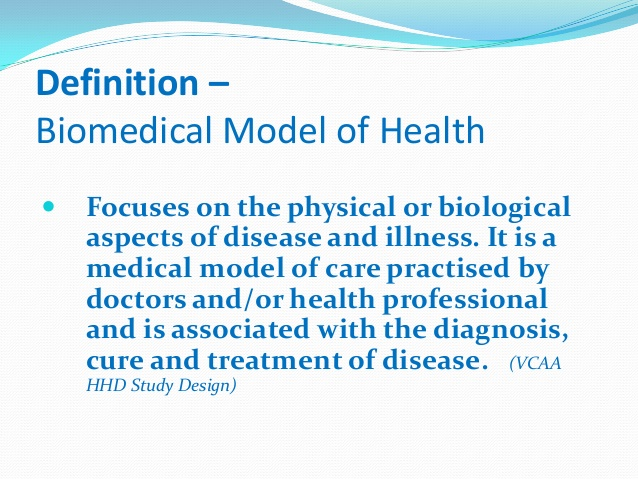 Definition –
Biomedical Model of Health
• Focuses on the physical or biological
aspects of disease and illness. It is a
medical model of care practised by
doctors and/or health professional
and is associated with the diagnosis,
cure and treatment of disease. (VCAA
HHD Study Design)